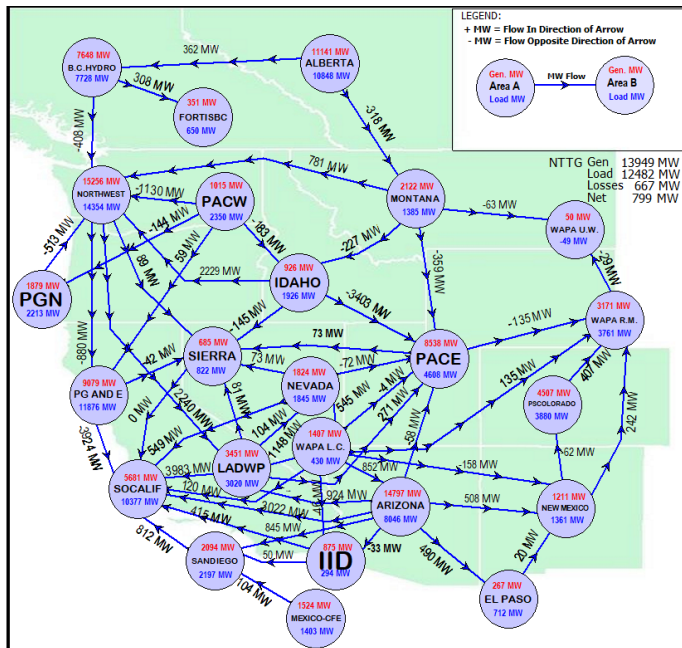 LEGEND:
+ MW = Flow In Direction of Arrow
- MW = Flow Opposite Direction of Arrow
Gen. MW
Area A
Load MW
MW Flow
Gen. MW
Area B
Load MW
NTTG Gen 13949 MW
Load 12482 MW
Losses 667 MW
Net 799 MW
7648 MW
B.C.HYDRO
7728 MW
362 MW
11141 MW
ALBERTA
10848 MW
308 MW
351 MW
FORTISBC
650 MW
-408 MW
-318 MW
781 MW
15256 MW
NORTHWEST
14354 MW
-1130 MW
1015 MW
PACW
2350 MW
2122 MW
MONTANA
1385 MW
-63 MW
50 MW
WAPA U.W.
-49 MW
-144 MW
-183 MW
-227 MW
-513 MW
89 MW
59 MW
2229 MW
-359 MW
-29 MW
1879 MW
PGN
2213 MW
926 MW
IDAHO
1926 MW
-3403 MW
-145 MW
73 MW
-135 MW
3171 MW
WAPA R.M.
3761 MW
-880 MW
685 MW
SIERRA
822 MW
8538 MW
PACE
4608 MW
-42 MW
73 MW
-72 MW
1824 MW
NEVADA
1845 MW
545 MW
-4 MW
271 MW
135 MW
407 MW
242 MW
9079 MW
PG AND E
11876 MW
4507 MW
PSCOLORADO
3880 MW
2240 MW
81 MW
104 MW
1148 MW
0 MW
549 MW
-3924 MW
1407 MW
WAPA L.C.
430 MW
-58 MW
-62 MW
3451 MW
LADWP
3020 MW
3983 MW
852 MW
-158 MW
5681 MW
SOCALIF
10377 MW
120 MW
924 MW
1022 MW
14797 MW
ARIZONA
8046 MW
508 MW
1211 MW
NEW MEXICO
1361 MW
415 MW
845 MW
812 MW
-33 MW
490 MW
20 MW
2094 MW
SANDIEGO
2197 MW
50 MW
875 MW
IID
294 MW
104 MW
1524 MW
MEXICO-CFE
1403 MW
267 MW
EL PASO
712 MW